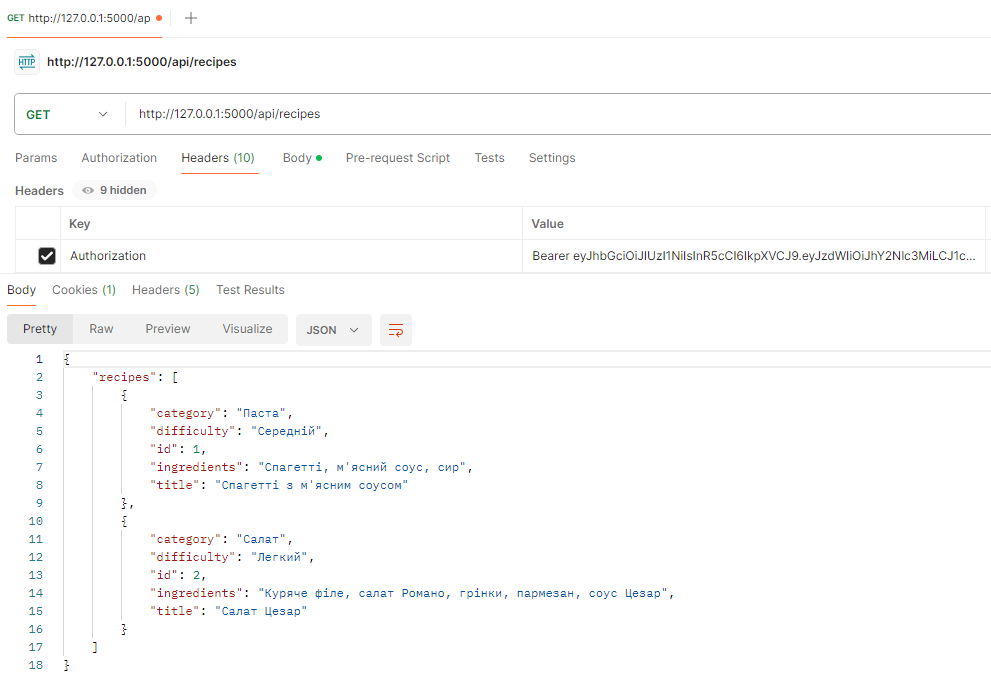 GET http://127.0.0.1:5000/ap
HTTP http://127.0.0.1:5000/api/recipes
GET http://127.0.0.1:5000/api/recipes
Params Authorization Headers (10) Body Pre-request Script Tests Settings
Headers 9 hidden
Key Value
Authorization Bearer eyJhbGciOiJIUzI1NiIsInR5cCI6IkpXVCJ9.eyJzdWIiOiJhY2Nlc3MiLCJ1c...
Body Cookies (1) Headers (5) Test Results
Pretty Raw Preview Visualize JSON
1 {
2 "recipes": [
3 {
4 "category": "Паста",
5 "difficulty": "Середній",
6 "id": 1,
7 "ingredients": "Спагетті, м'ясний соус, сир",
8 "title": "Спагетті з м'ясним соусом"
9 },
10 {
11 "category": "Салат",
12 "difficulty": "Легкий",
13 "id": 2,
14 "ingredients": "Куряче філе, салат Романо, грінки, пармезан, соус Цезар",
15 "title": "Салат Цезар"
16 }
17 ]
18 }